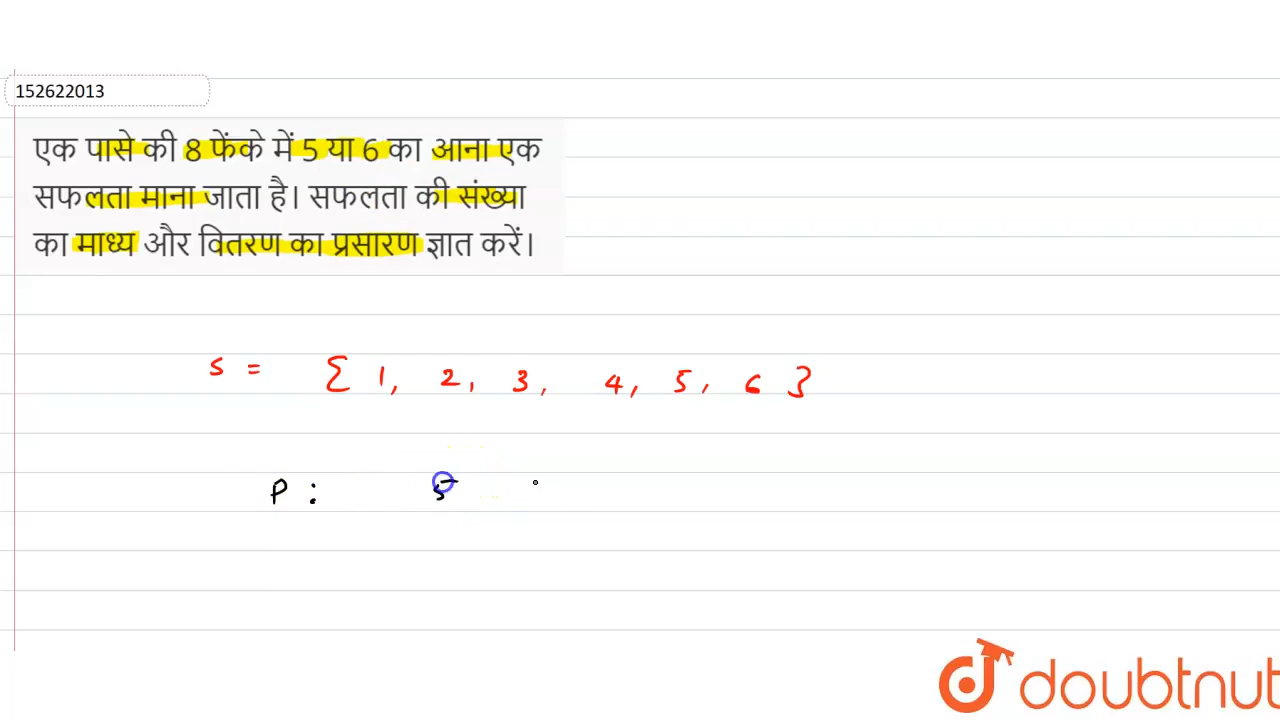 152622013
एक पासे की 8 फेंके में 5 या 6 का आना एक
सफलता माना जाता है। सफलता की संख्या
का माध्य और वितरण का प्रसारण ज्ञात करें।
S = { 1, 2, 3, 4, 5, 6 }
P : 5
doubtnut